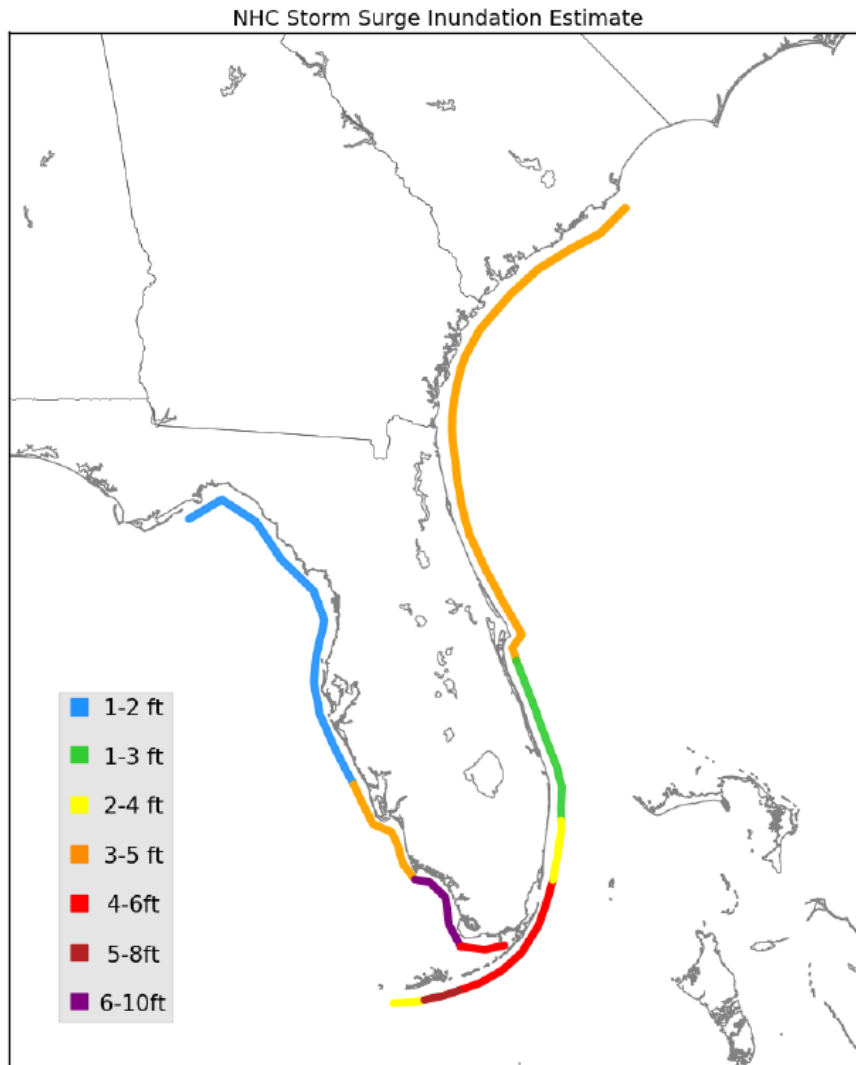 NHC Storm Surge Inundation Estimate
1-2 ft
1-3 ft
2-4 ft
3-5 ft
4-6ft
5-8ft
6-10ft